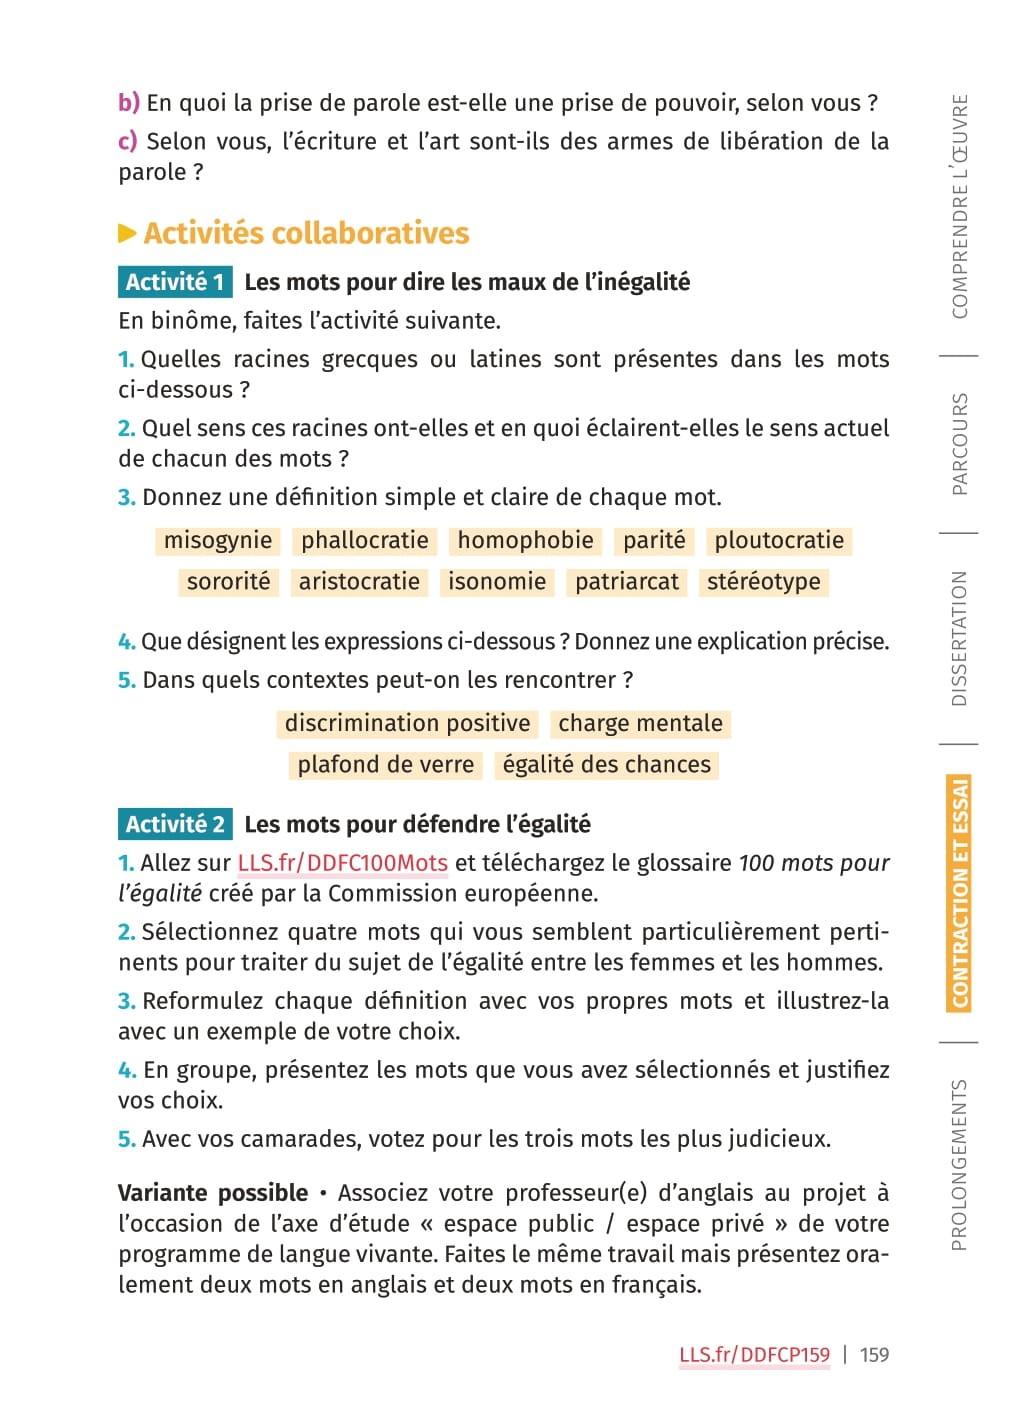 b) En quoi la prise de parole est-elle une prise de pouvoir, selon vous ?
c) Selon vous, l'écriture et l'art sont-ils des armes de libération de la
parole ?
▶ Activités collaboratives
Activité 1 Les mots pour dire les maux de l'inégalité
En binôme, faites l'activité suivante.
1. Quelles racines grecques ou latines sont présentes dans les mots
ci-dessous ?
2. Quel sens ces racines ont-elles et en quoi éclairent-elles le sens actuel
de chacun des mots ?
3. Donnez une définition simple et claire de chaque mot.
misogynie phallocratie homophobie parité ploutocratie
sororité aristocratie isonomie patriarcat stéréotype
4. Que désignent les expressions ci-dessous ? Donnez une explication précise.
5. Dans quels contextes peut-on les rencontrer ?
discrimination positive charge mentale
plafond de verre égalité des chances
Activité 2 Les mots pour défendre l'égalité
1. Allez sur LLS.fr/DDFC100Mots et téléchargez le glossaire 100 mots pour
l'égalité créé par la Commission européenne.
2. Sélectionnez quatre mots qui vous semblent particulièrement perti-
nents pour traiter du sujet de l'égalité entre les femmes et les hommes.
3. Reformulez chaque définition avec vos propres mots et illustrez-la
avec un exemple de votre choix.
4. En groupe, présentez les mots que vous avez sélectionnés et justifiez
vos choix.
5. Avec vos camarades, votez pour les trois mots les plus judicieux.
Variante possible • Associez votre professeur(e) d'anglais au projet à
l'occasion de l'axe d'étude « espace public / espace privé » de votre
programme de langue vivante. Faites le même travail mais présentez ora-
lement deux mots en anglais et deux mots en français.
LLS.fr/DDFCP159 | 159
COMPRENDRE L'ŒUVRE
PARCOURS
DISSERTATION
CONTRACTION ET ESSAI
PROLONGEMENTS